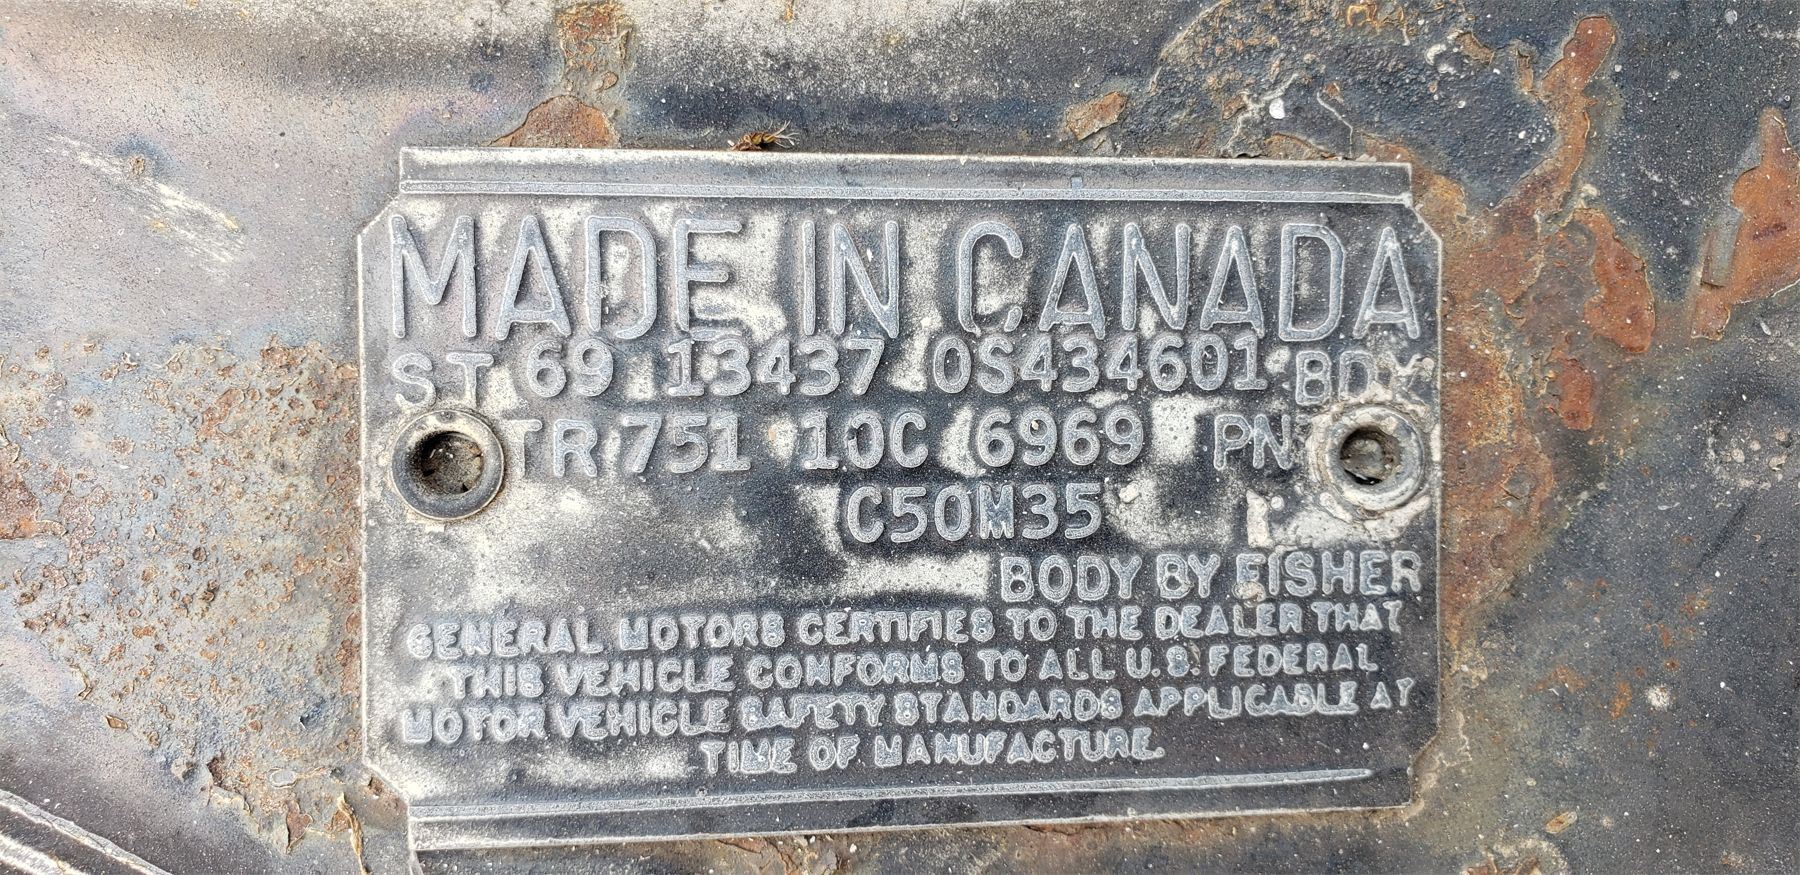 MADE IN CANADA
ST 69 13437 OS434601 BDY
TR 751 10C 6969 PNT
C50M35
BODY BY FISHER
GENERAL MOTORS CERTIFIES TO THE DEALER THAT
THIS VEHICLE CONFORMS TO ALL U.S. FEDERAL
MOTOR VEHICLE SAFETY STANDARDS APPLICABLE AT
TIME OF MANUFACTURE.